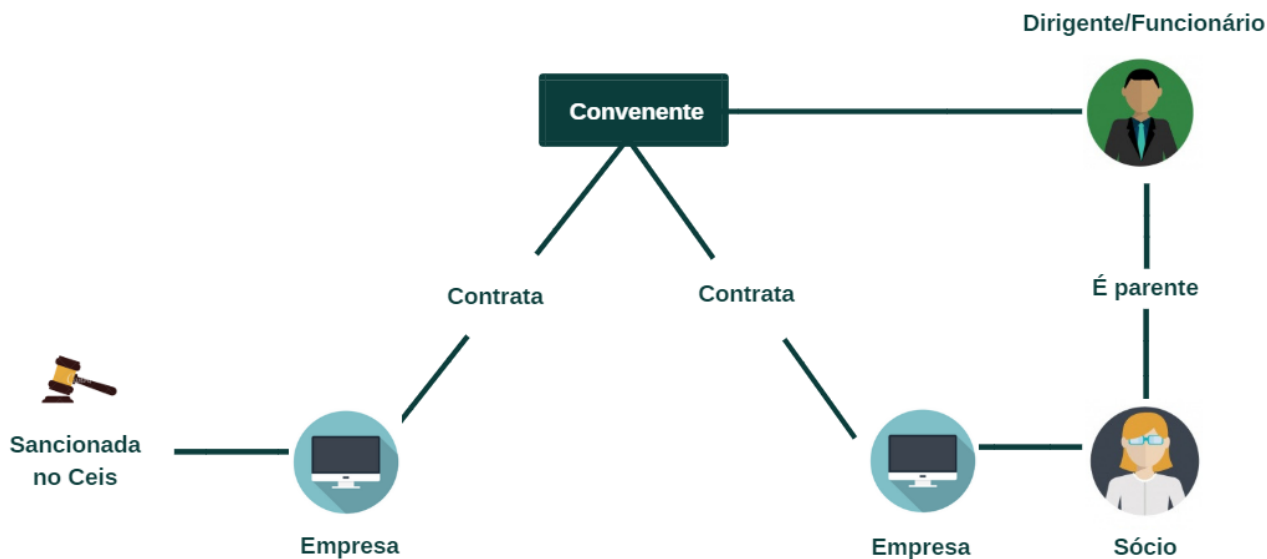 Dirigente/Funcionário
Convenente
Contrata
Contrata
É parente
Sancionada
no Ceis
Empresa
Empresa
Sócio